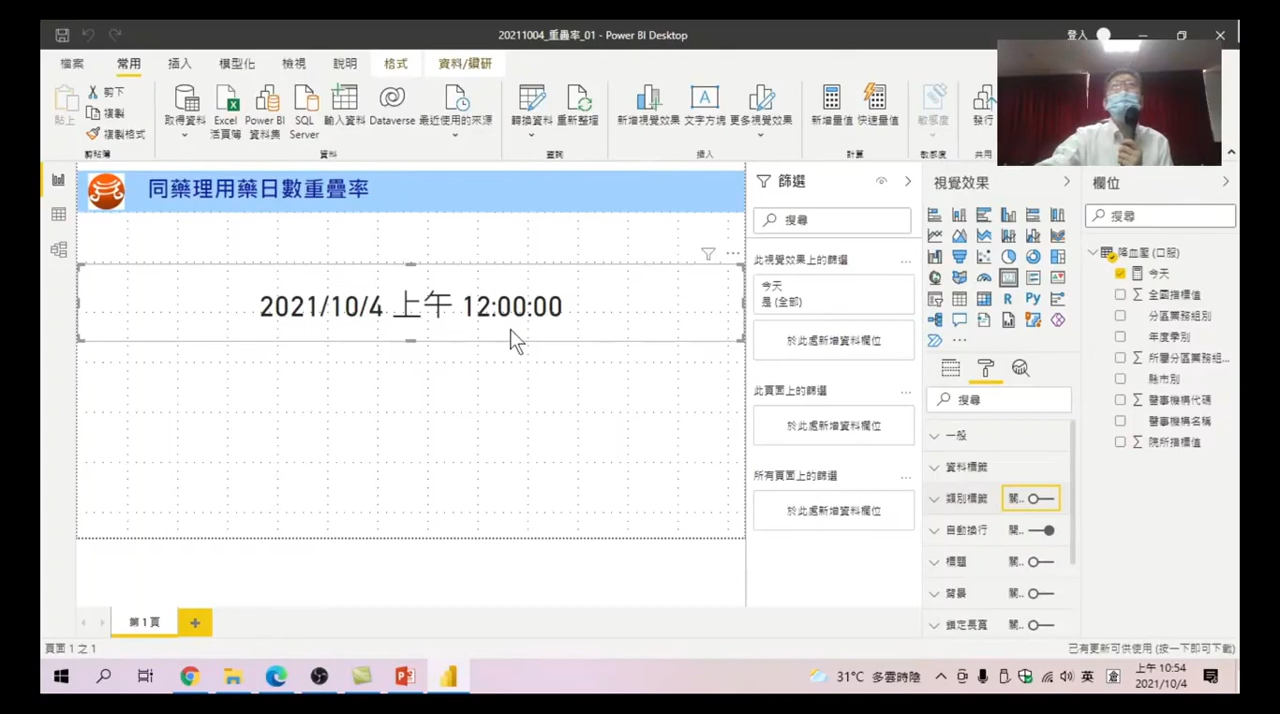 20211004_重疊率_01 - Power BI Desktop
登入
檔案 常用 插入 模型化 檢視 說明 格式 資料/鑽研
貼上 剪下 複製 複製格式
取得資料 Excel 活頁簿 Power BI 資料集 SQL Server 輸入資料 Dataverse 最近使用的來源
轉換資料 重新整理
新增視覺效果 文字方塊 更多視覺效果
新增量值 快速量值
敏感度 發行
剪貼簿 資料 查詢 插入 計算 敏感度 共用
同藥理用藥日數重疊率
2021/10/4 上午 12:00:00
篩選
搜尋
此視覺效果上的篩選 ...
今天
是 (全部)
於此處新增資料欄位
此頁面上的篩選 ...
於此處新增資料欄位
所有頁面上的篩選 ...
於此處新增資料欄位
視覺效果
R Py
...
搜尋
一般
資料標籤
類別標籤 關..
自動換行 開..
標題 關..
背景 關..
鎖定長寬 關..
欄位
搜尋
降血壓 (口服)
今天
全國指標值
分區業務組別
年度季別
所屬分區業務組...
縣市別
醫事機構代碼
醫事機構名稱
院所指標值
第 1 頁
頁面 1 之 1
已有更新可供使用 (按一下即可下載)
31°C 多雲時陰
英
倉
上午 10:54
2021/10/4